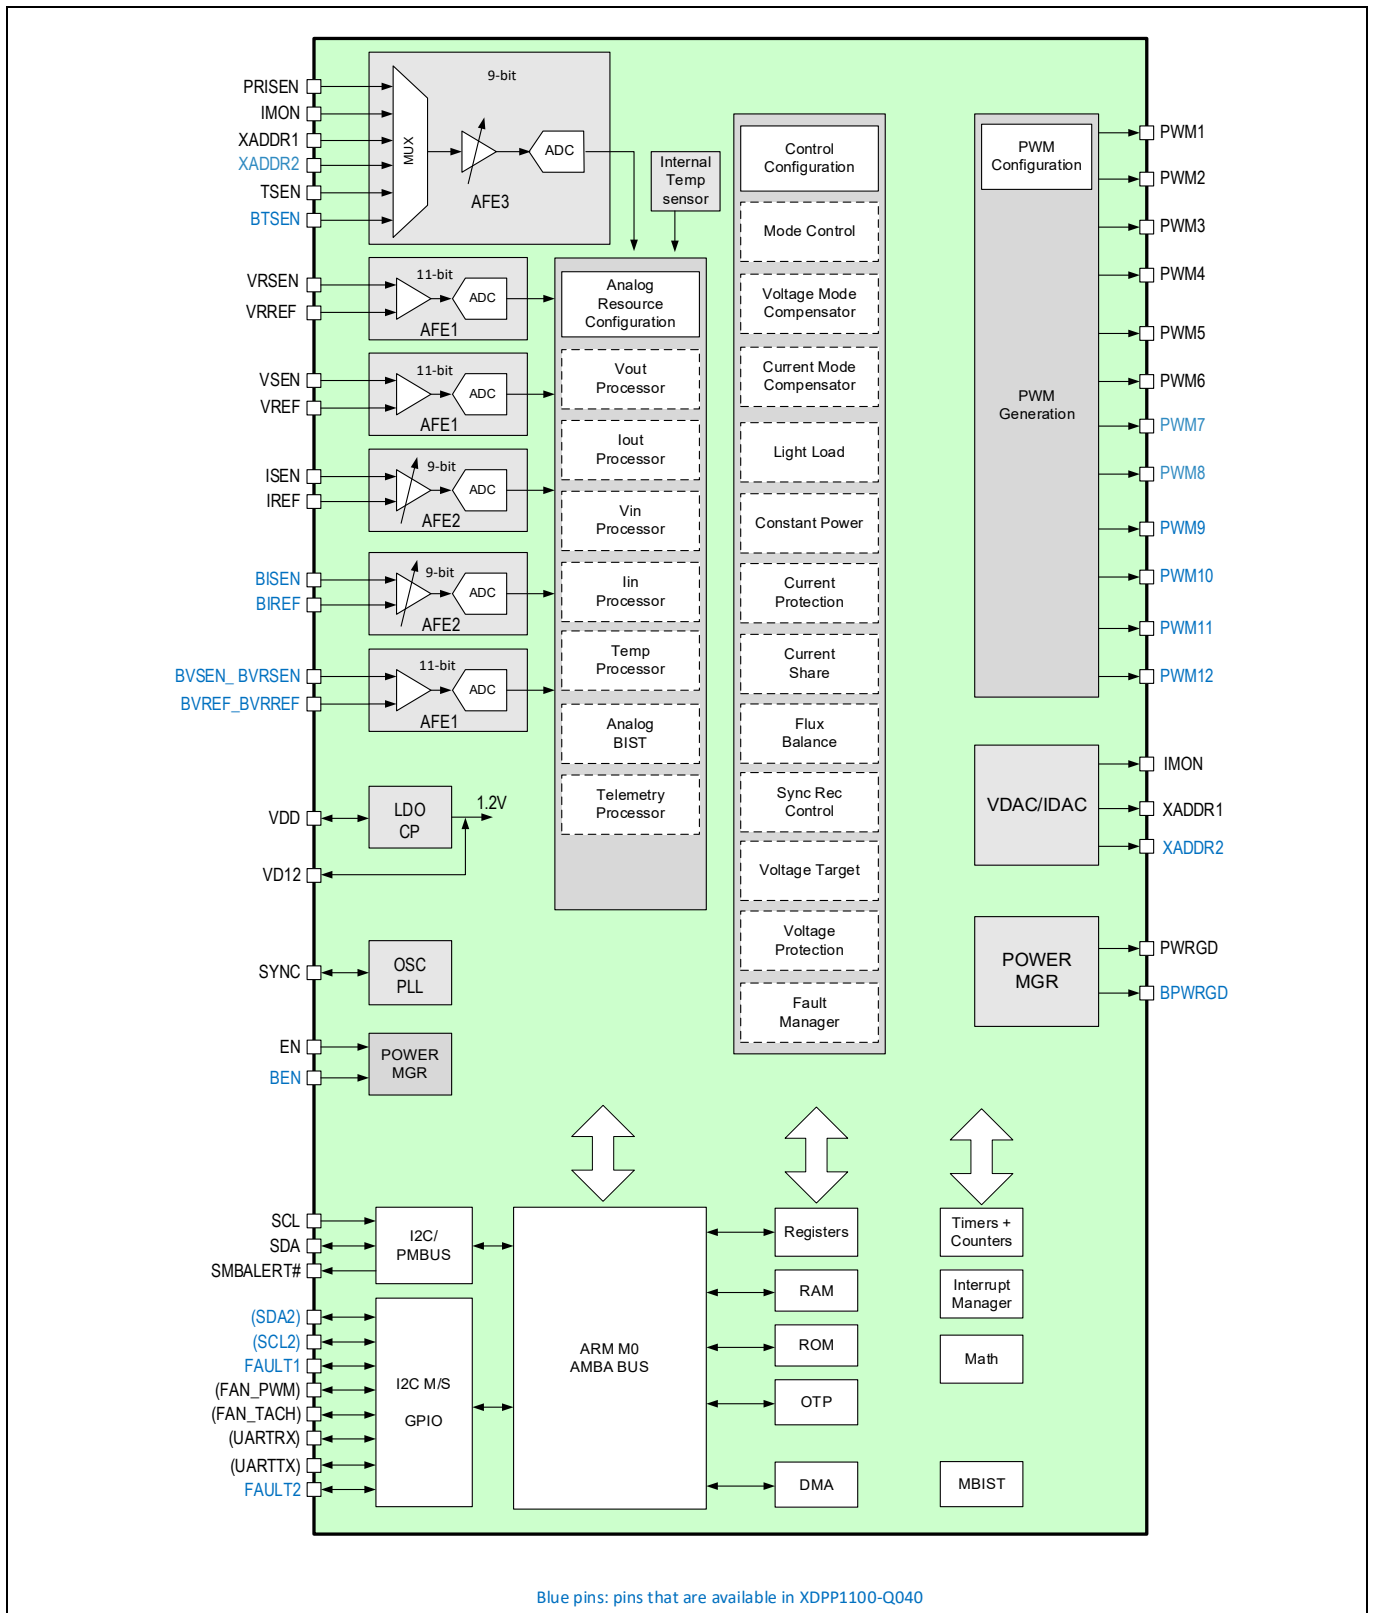 9-bit
PRISEN
IMON
XADDR1
XADDR2
TSEN
BTSEN
MUX
ADC
AFE3
Internal
Temp
sensor
VRSEN
VRREF
11-bit
ADC
AFE1
VSEN
VREF
11-bit
ADC
AFE1
ISEN
IREF
9-bit
ADC
AFE2
BISEN
BIREF
9-bit
ADC
AFE2
BVSEN_ BVRSEN
BVREF_BVRREF
11-bit
ADC
AFE1
VDD
LDO
CP
1.2V
VD12
SYNC
OSC
PLL
EN
BEN
POWER
MGR
Analog
Resource
Configuration
Vout
Processor
Iout
Processor
Vin
Processor
Iin
Processor
Temp
Processor
Analog
BIST
Telemetry
Processor
Control
Configuration
Mode Control
Voltage Mode
Compensator
Current Mode
Compensator
Light Load
Constant Power
Current
Protection
Current
Share
Flux
Balance
Sync Rec
Control
Voltage Target
Voltage
Protection
Fault
Manager
PWM
Configuration
PWM
Generation
PWM1
PWM2
PWM3
PWM4
PWM5
PWM6
PWM7
PWM8
PWM9
PWM10
PWM11
PWM12
VDAC/IDAC
IMON
XADDR1
XADDR2
POWER
MGR
PWRGD
BPWRGD
SCL
SDA
SMBALERT#
I2C/
PMBUS
(SDA2)
(SCL2)
FAULT1
(FAN_PWM)
(FAN_TACH)
(UARTRX)
(UARTTX)
FAULT2
I2C M/S
GPIO
ARM M0
AMBA BUS
Registers
RAM
ROM
OTP
DMA
Timers +
Counters
Interrupt
Manager
Math
MBIST
Blue pins: pins that are available in XDPP1100-Q040